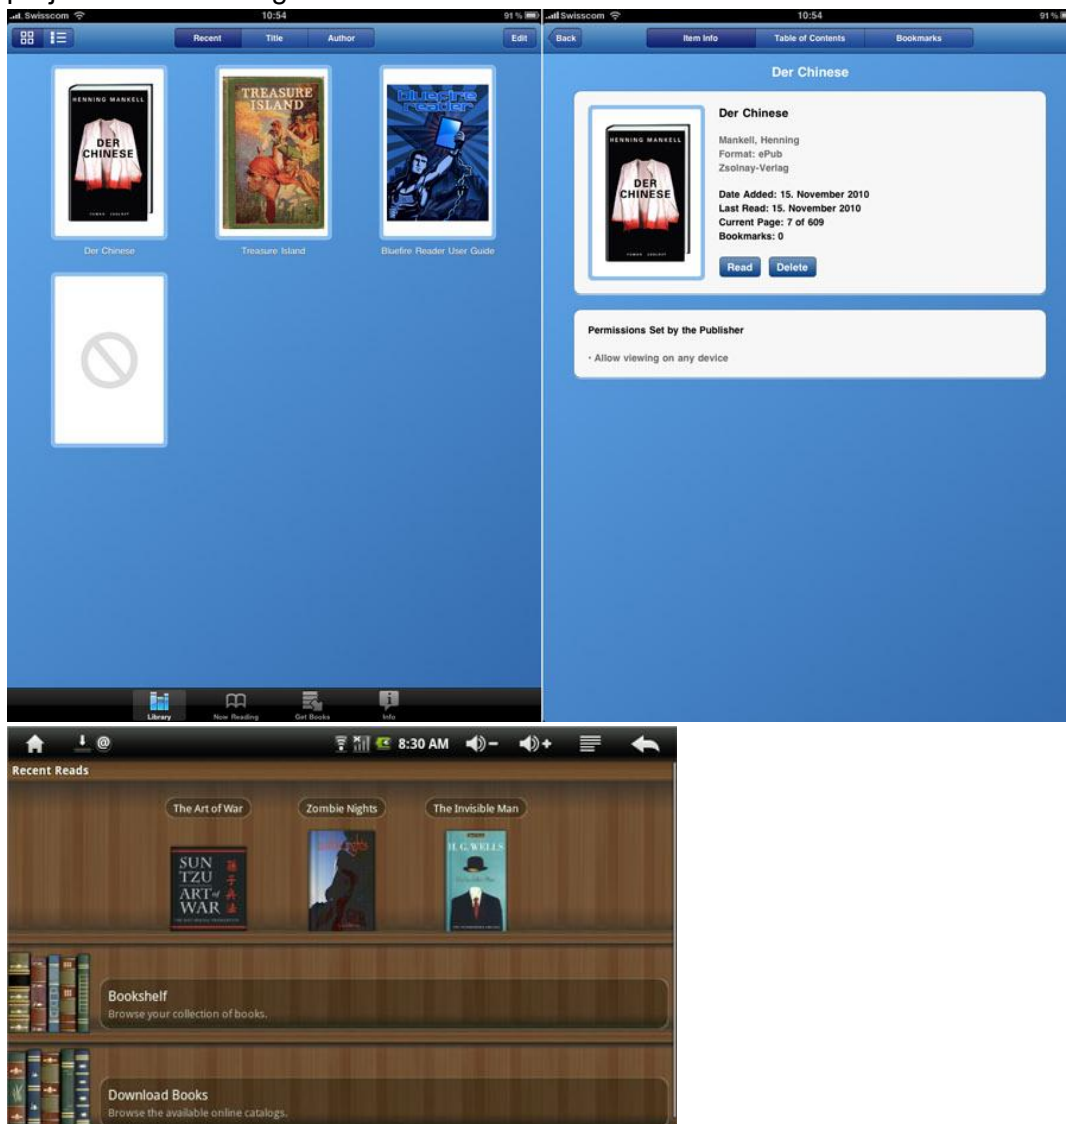 Swisscom 10:54 91 %
Recent Title Author Edit
HENNING MANKELL
DER
CHINESE
TREASURE
ISLAND
bluefire
reader
Der Chinese Treasure Island Bluefire Reader User Guide
Library Now Reading Get Books Info
Swisscom 10:54 91 %
Back Item Info Table of Contents Bookmarks
Der Chinese
HENNING MANKELL
DER
CHINESE
Der Chinese
Mankell, Henning
Format: ePub
Zsolnay-Verlag
Date Added: 15. November 2010
Last Read: 15. November 2010
Current Page: 7 of 609
Bookmarks: 0
Read Delete
Permissions Set by the Publisher
· Allow viewing on any device
@ 8:30 AM
Recent Reads
The Art of War Zombie Nights The Invisible Man
SUN
TZU
ART of
WAR
孫子兵法
H. G. WELLS
Bookshelf
Browse your collection of books.
Download Books
Browse the available online catalogs.